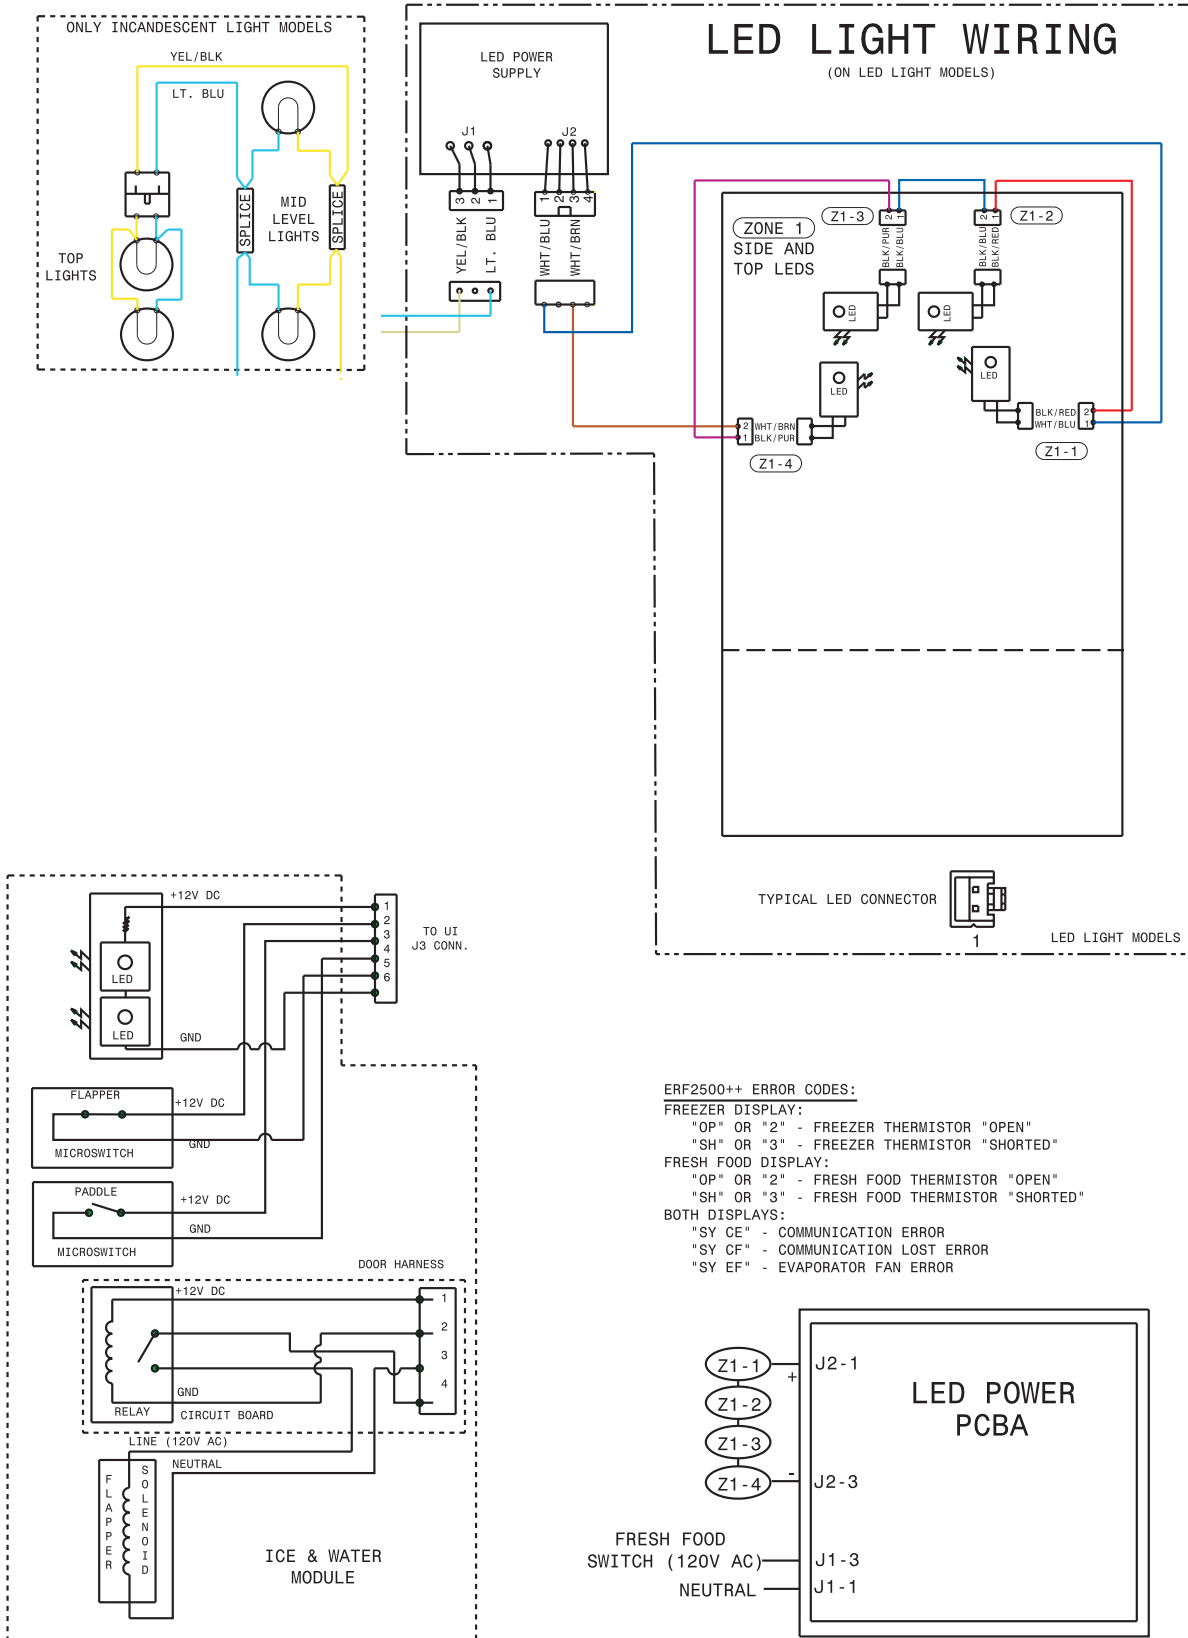 ONLY INCANDESCENT LIGHT MODELS
YEL/BLK
LT. BLU
SPLICE
MID
LEVEL
LIGHTS
SPLICE
TOP
LIGHTS
LED LIGHT WIRING
(ON LED LIGHT MODELS)
LED POWER
SUPPLY
J1
J2
3 2 1
1 2 3 4
YEL/BLK
LT. BLU
WHT/BLU
WHT/BRN
ZONE 1
SIDE AND
TOP LEDS
Z1-3
2 1
BLK/PUR
BLK/BLU
2 1
Z1-2
BLK/BLU
BLK/RED
LED
LED
LED
LED
2 WHT/BRN
1 BLK/PUR
Z1-4
BLK/RED 2
WHT/BLU 1
Z1-1
TYPICAL LED CONNECTOR
1
LED LIGHT MODELS
+12V DC
LED
LED
GND
1
2
3
4
5
6
TO UI
J3 CONN.
FLAPPER
+12V DC
GND
MICROSWITCH
PADDLE
+12V DC
GND
MICROSWITCH
DOOR HARNESS
+12V DC
1
2
3
4
GND
RELAY
CIRCUIT BOARD
LINE (120V AC)
NEUTRAL
FLAPPER
SOLENOID
ICE & WATER
MODULE
ERF2500++ ERROR CODES:
FREEZER DISPLAY:
"OP" OR "2" - FREEZER THERMISTOR "OPEN"
"SH" OR "3" - FREEZER THERMISTOR "SHORTED"
FRESH FOOD DISPLAY:
"OP" OR "2" - FRESH FOOD THERMISTOR "OPEN"
"SH" OR "3" - FRESH FOOD THERMISTOR "SHORTED"
BOTH DISPLAYS:
"SY CE" - COMMUNICATION ERROR
"SY CF" - COMMUNICATION LOST ERROR
"SY EF" - EVAPORATOR FAN ERROR
Z1-1
+
J2-1
Z1-2
Z1-3
Z1-4
-
J2-3
LED POWER
PCBA
FRESH FOOD
SWITCH (120V AC)
J1-3
NEUTRAL
J1-1